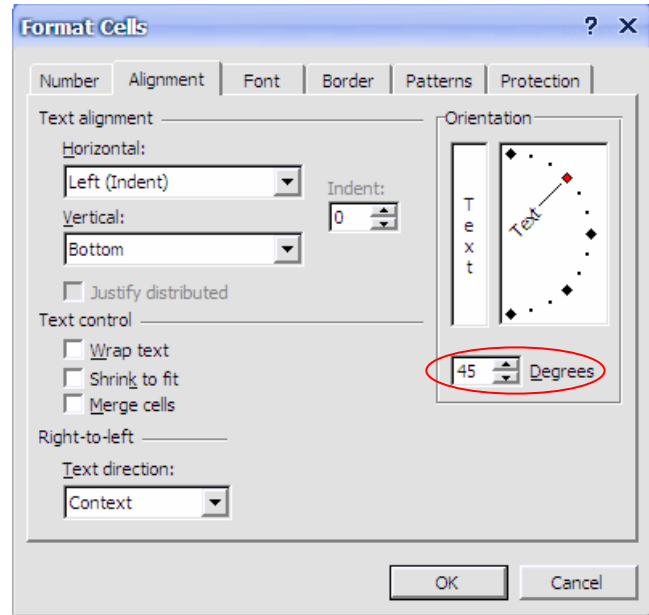 Format Cells ? X
Number Alignment Font Border Patterns Protection
Text alignment
Horizontal:
Left (Indent)
Indent:
0
Vertical:
Bottom
Justify distributed
Text control
Wrap text
Shrink to fit
Merge cells
Right-to-left
Text direction:
Context
Orientation
Text
Text
45 Degrees
OK Cancel